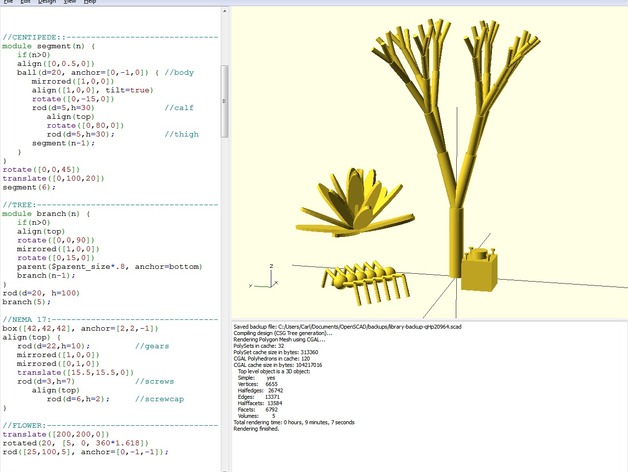 File Edit Design View Help
//CENTIPEDE::--------------------------------
module segment(n) {
if(n>0)
align([0,0.5,0])
ball(d=20, anchor=[0,-1,0]) { //body
mirrored([1,0,0])
align([1,0,0], tilt=true)
rotate([0,-15,0])
rod(d=5,h=30) //calf
align(top)
rotate([0,80,0])
rod(d=5,h=30); //thigh
segment(n-1);
}
}
rotate([0,0,45])
translate([0,100,20])
segment(6);
//TREE:--------------------------------
module branch(n) {
if(n>0)
align(top)
rotate([0,0,90])
mirrored([1,0,0])
rotate([0,15,0])
parent($parent_size*.8, anchor=bottom)
branch(n-1);
}
rod(d=20, h=100)
branch(5);
//NEMA 17:--------------------------------
box([42,42,42], anchor=[2,2,-1])
align(top) {
rod(d=22,h=10); //gears
mirrored([1,0,0])
mirrored([0,1,0])
translate([15.5,15.5,0])
rod(d=3,h=7) //screws
align(top)
rod(d=6,h=2); //screwcap
}
//FLOWER:--------------------------------
translate([200,200,0])
rotated(20, [5, 0, 360*1.618])
rod([25,100,5], anchor=[0,-1,-1]);
Z
Y
X
Saved backup file: C:/Users/Carl/Documents/OpenSCAD/backups/library-backup-qHp20964.scad
Compiling design (CSG Tree generation)...
Rendering Polygon Mesh using CGAL...
PolySets in cache: 32
PolySet cache size in bytes: 313360
CGAL Polyhedrons in cache: 120
CGAL cache size in bytes: 104217016
Top level object is a 3D object:
Simple: yes
Vertices: 6655
Halfedges: 26742
Edges: 13371
Halffacets: 13584
Facets: 6792
Volumes: 5
Total rendering time: 0 hours, 9 minutes, 7 seconds
Rendering finished.